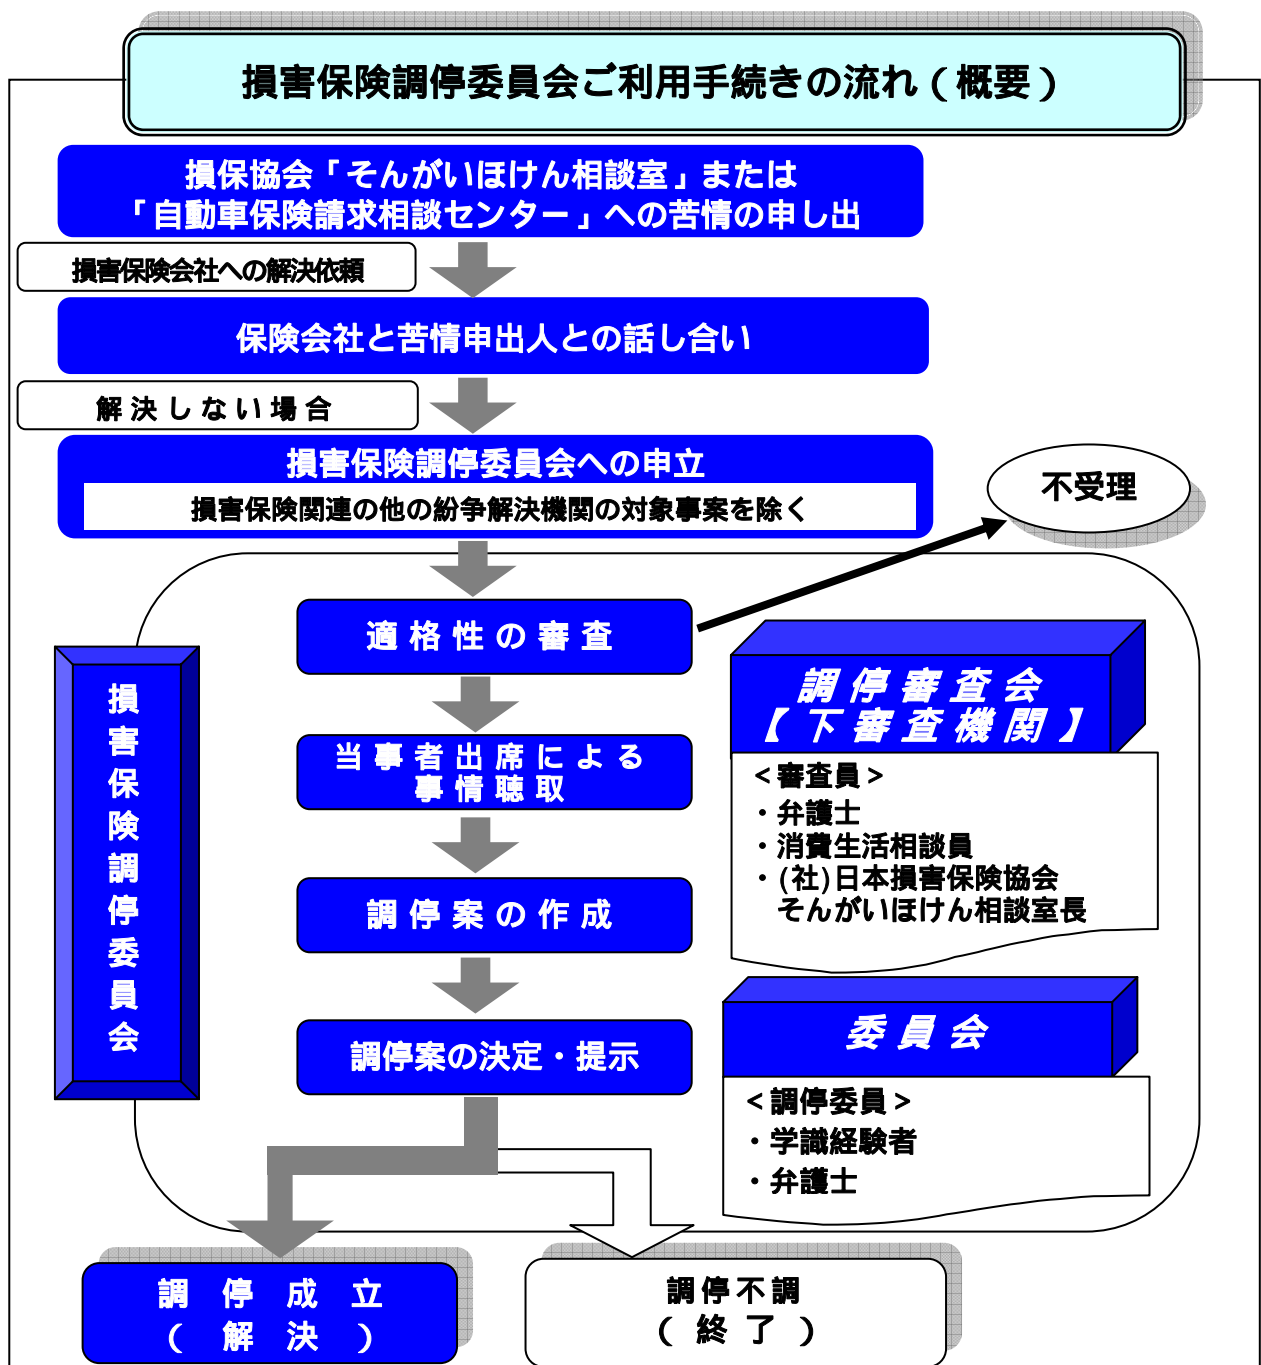 損害保険調停委員会ご利用手続きの流れ（概要）
損保協会「そんがいほけん相談室」または
「自動車保険請求相談センター」への苦情の申し出
損害保険会社への解決依頼
保険会社と苦情申出人との話し合い
解決しない場合
損害保険調停委員会への申立
損害保険関連の他の紛争解決機関の対象事案を除く
不受理
損害保険調停委員会
適格性の審査
当事者出席による
事情聴取
調停案の作成
調停案の決定・提示
調停審査会
【下審査機関】
＜審査員＞
・弁護士
・消費生活相談員
・(社)日本損害保険協会
そんがいほけん相談室長
委員会
＜調停委員＞
・学識経験者
・弁護士
調停成立
（解決）
調停不調
（終了）